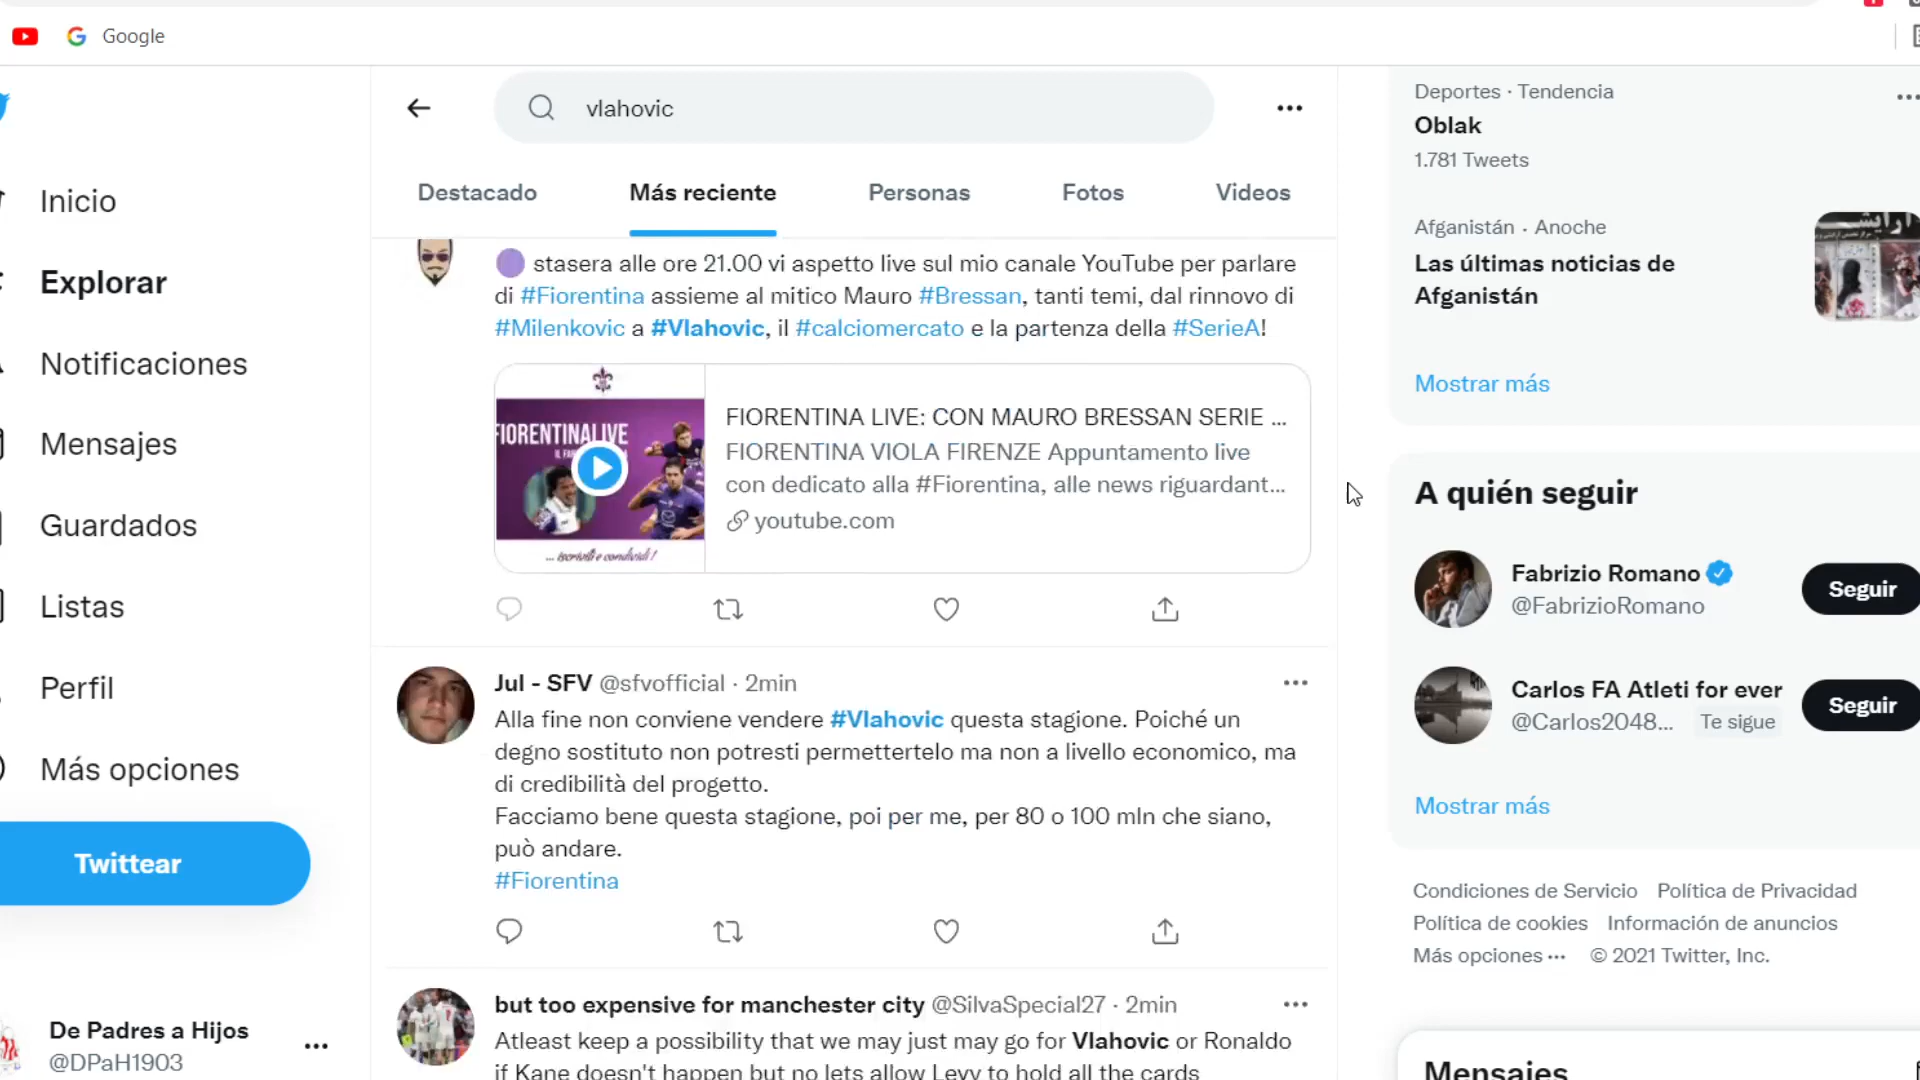 Google
vlahovic
Destacado
Más reciente
Personas
Fotos
Videos
Inicio
Explorar
Notificaciones
Mensajes
Guardados
Listas
Perfil
Más opciones
Twittear
De Padres a Hijos
@DPaH1903
stasera alle ore 21.00 vi aspetto live sul mio canale YouTube per parlare
di #Fiorentina assieme al mitico Mauro #Bressan, tanti temi, dal rinnovo di
#Milenkovic a #Vlahovic, il #calciomercato e la partenza della #SerieA!
FIORENTINALIVE
... iscriviti e condividi !
FIORENTINA LIVE: CON MAURO BRESSAN SERIE ...
FIORENTINA VIOLA FIRENZE Appuntamento live
con dedicato alla #Fiorentina, alle news riguardant...
youtube.com
Jul - SFV @sfvofficial · 2min
Alla fine non conviene vendere #Vlahovic questa stagione. Poiché un
degno sostituto non potresti permettertelo ma non a livello economico, ma
di credibilità del progetto.
Facciamo bene questa stagione, poi per me, per 80 o 100 mln che siano,
può andare.
#Fiorentina
but too expensive for manchester city @SilvaSpecial27 · 2min
Atleast keep a possibility that we may just may go for Vlahovic or Ronaldo
if Kane doesn't happen but no lets allow Levy to hold all the cards
Deportes · Tendencia
Oblak
1.781 Tweets
Afganistán · Anoche
Las últimas noticias de
Afganistán
Mostrar más
A quién seguir
Fabrizio Romano
@FabrizioRomano
Seguir
Carlos FA Atleti for ever
@Carlos2048... Te sigue
Seguir
Mostrar más
Condiciones de Servicio Política de Privacidad
Política de cookies Información de anuncios
Más opciones ··· © 2021 Twitter, Inc.
Mensajes